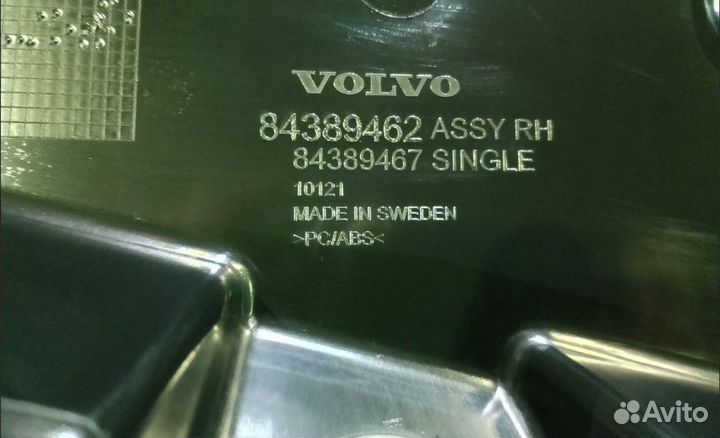 VOLVO
84389462 ASSY RH
84389467 SINGLE
10121
MADE IN SWEDEN
>PC/ABS<
Avito